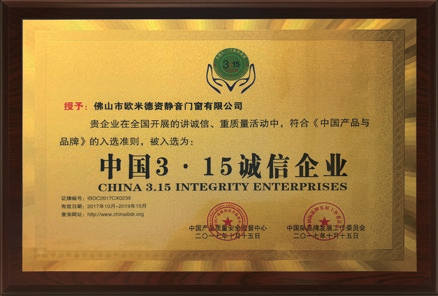 3·15
授予：佛山市欧米德资静音门窗有限公司
贵企业在全国开展的讲诚信、重质量活动中，符合《中国产品与
品牌》的入选准则，被入选为：
中国3·15诚信企业
CHINA 3.15 INTEGRITY ENTERPRISES
证牌编号：
有效日期：2017年10月-2019年10月
查询网址：
中国产品质量安全监督中心
中国际品牌发展工作委员会
二〇一七年十月十五日
二〇一七年十月十五日